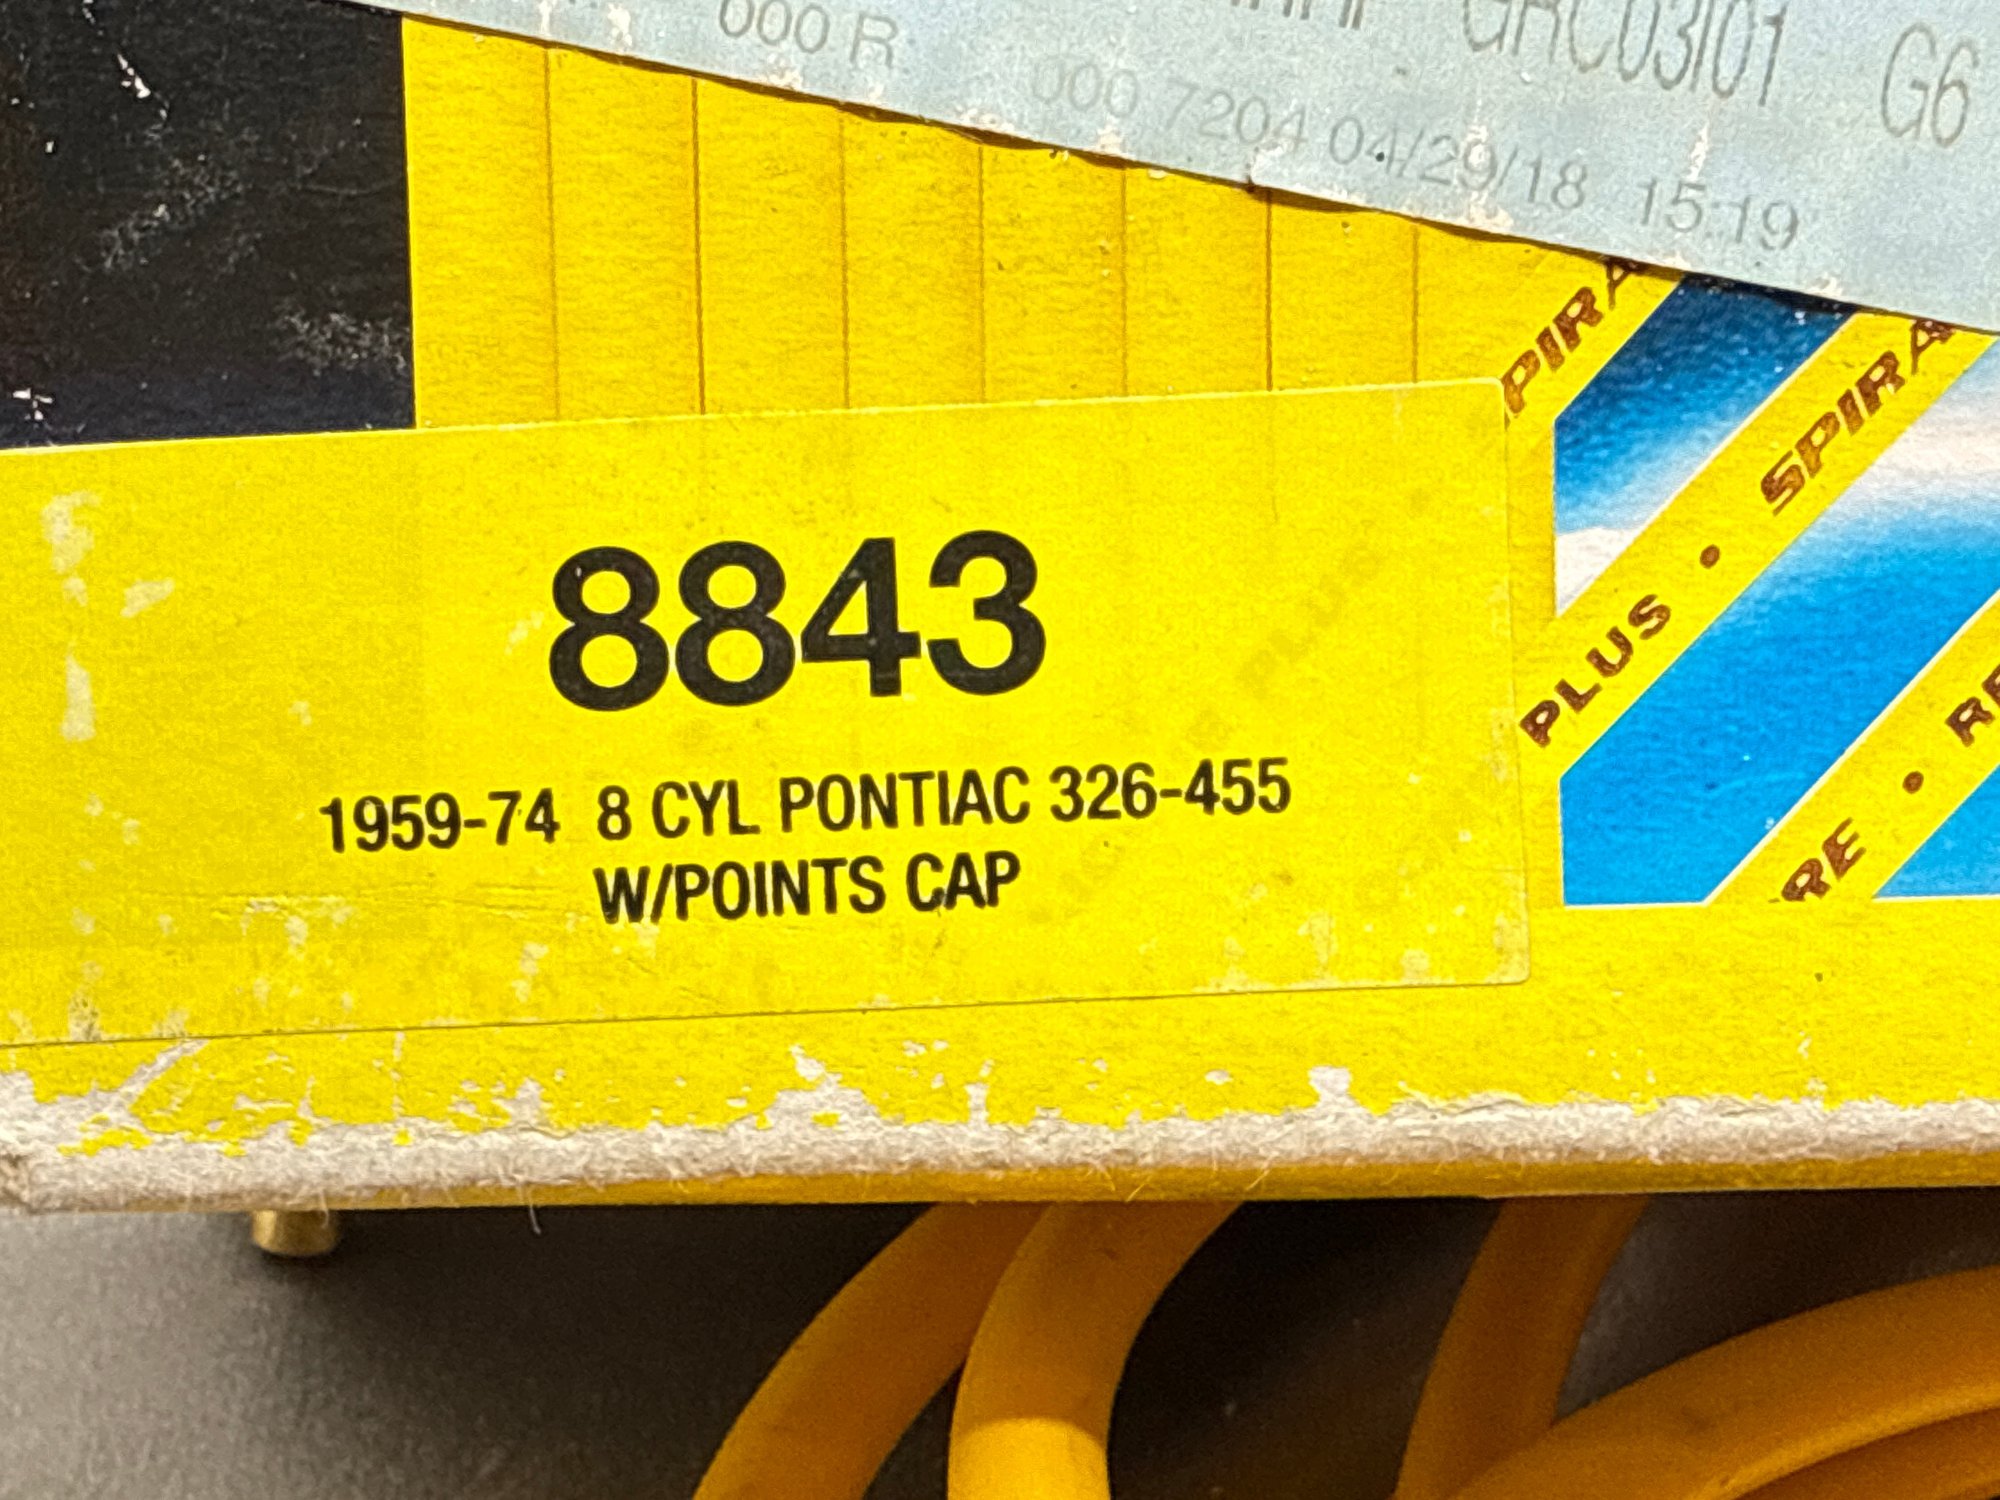 000 R
GRC03I01 G6
000 7204 04/29/18 15:19
SPIRA
PLUS • SPIRA
RE • RE
8843
1959-74 8 CYL PONTIAC 326-455
W/POINTS CAP